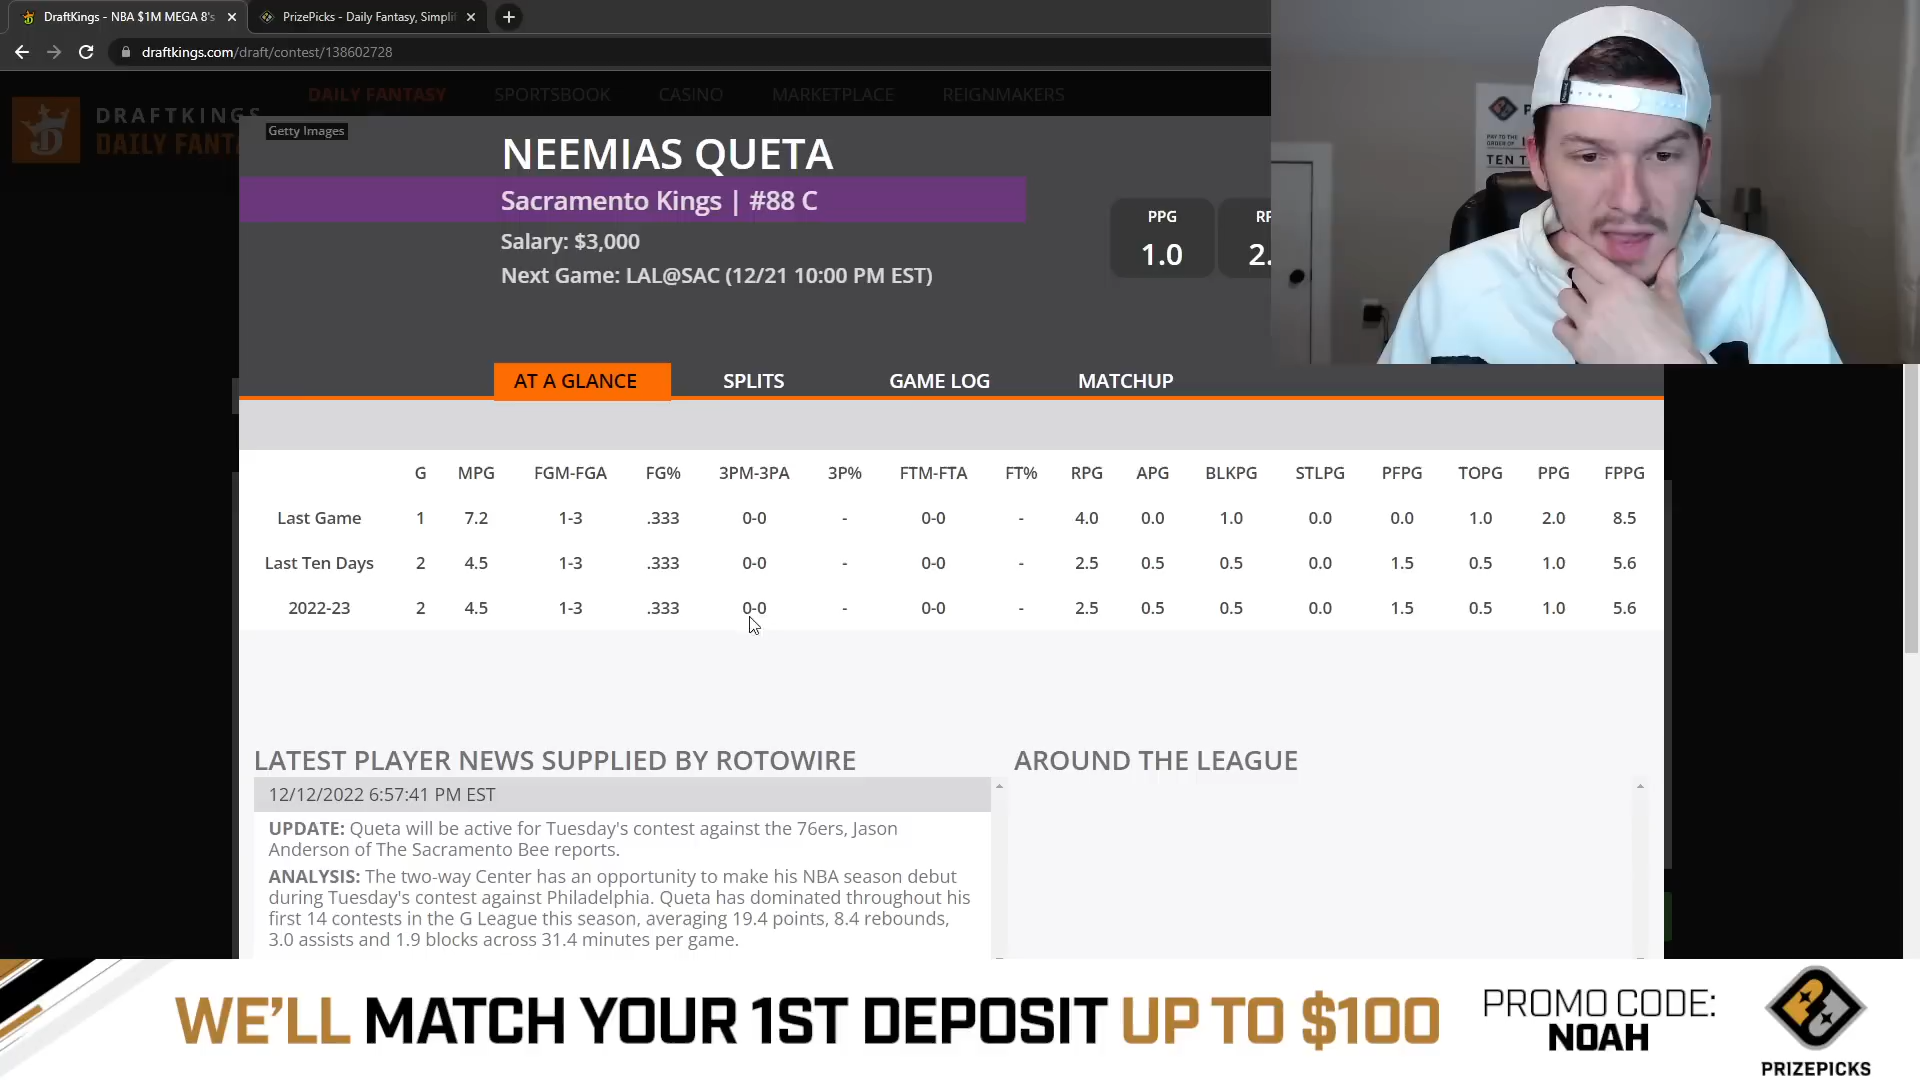 DraftKings - NBA $1M MEGA 8's
PrizePicks - Daily Fantasy, Simplif
draftkings.com/draft/contest/138602728
DRAFTKINGS
DAILY FANTASY SPORTSBOOK CASINO MARKETPLACE REIGNMAKERS
DAILY FANTA
Getty Images
NEEMIAS QUETA
Sacramento Kings | #88 C
Salary: $3,000
Next Game: LAL@SAC (12/21 10:00 PM EST)
PPG
1.0
RP
2.
PAY TO THE
ORDER OF
TEN T
AT A GLANCE SPLITS GAME LOG MATCHUP
G MPG FGM-FGA FG% 3PM-3PA 3P% FTM-FTA FT% RPG APG BLKPG STLPG PFPG TOPG PPG FPPG
Last Game 1 7.2 1-3 .333 0-0 - 0-0 - 4.0 0.0 1.0 0.0 0.0 1.0 2.0 8.5
Last Ten Days 2 4.5 1-3 .333 0-0 - 0-0 - 2.5 0.5 0.5 0.0 1.5 0.5 1.0 5.6
2022-23 2 4.5 1-3 .333 0-0 - 0-0 - 2.5 0.5 0.5 0.0 1.5 0.5 1.0 5.6
LATEST PLAYER NEWS SUPPLIED BY ROTOWIRE
12/12/2022 6:57:41 PM EST
UPDATE: Queta will be active for Tuesday's contest against the 76ers, Jason
Anderson of The Sacramento Bee reports.
ANALYSIS: The two-way Center has an opportunity to make his NBA season debut
during Tuesday's contest against Philadelphia. Queta has dominated throughout his
first 14 contests in the G League this season, averaging 19.4 points, 8.4 rebounds,
3.0 assists and 1.9 blocks across 31.4 minutes per game.
AROUND THE LEAGUE
WE'LL MATCH YOUR 1ST DEPOSIT UP TO $100
PROMO CODE:
NOAH
PRIZEPICKS